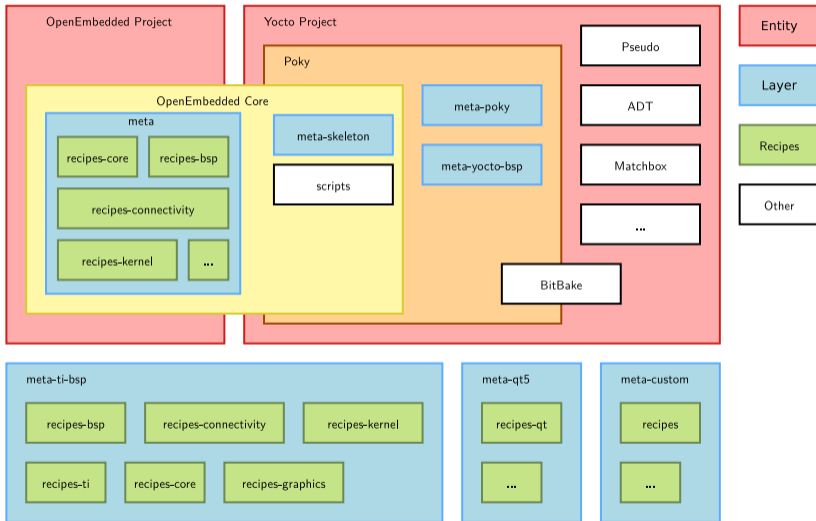 OpenEmbedded Project
Yocto Project
Entity
Pseudo
Poky
Layer
OpenEmbedded Core
meta-poky
ADT
meta
meta-skeleton
recipes-core
recipes-bsp
Recipes
meta-yocto-bsp
Matchbox
scripts
recipes-connectivity
Other
...
recipes-kernel
...
BitBake
meta-ti-bsp
meta-qt5
meta-custom
recipes-bsp
recipes-connectivity
recipes-kernel
recipes-qt
recipes
recipes-ti
recipes-core
recipes-graphics
...
...